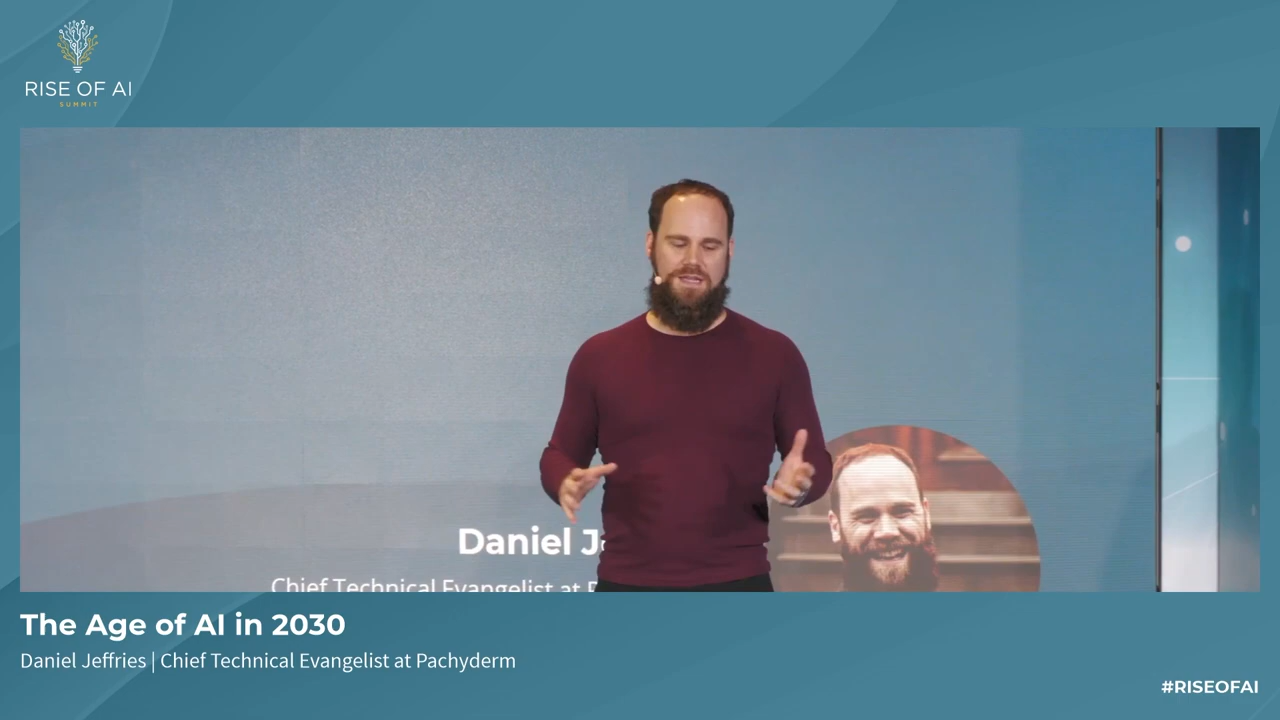 RISE OF AI
SUMMIT
Daniel J
Chief Technical Evangelist at
The Age of AI in 2030
Daniel Jeffries | Chief Technical Evangelist at Pachyderm
#RISEOFAI